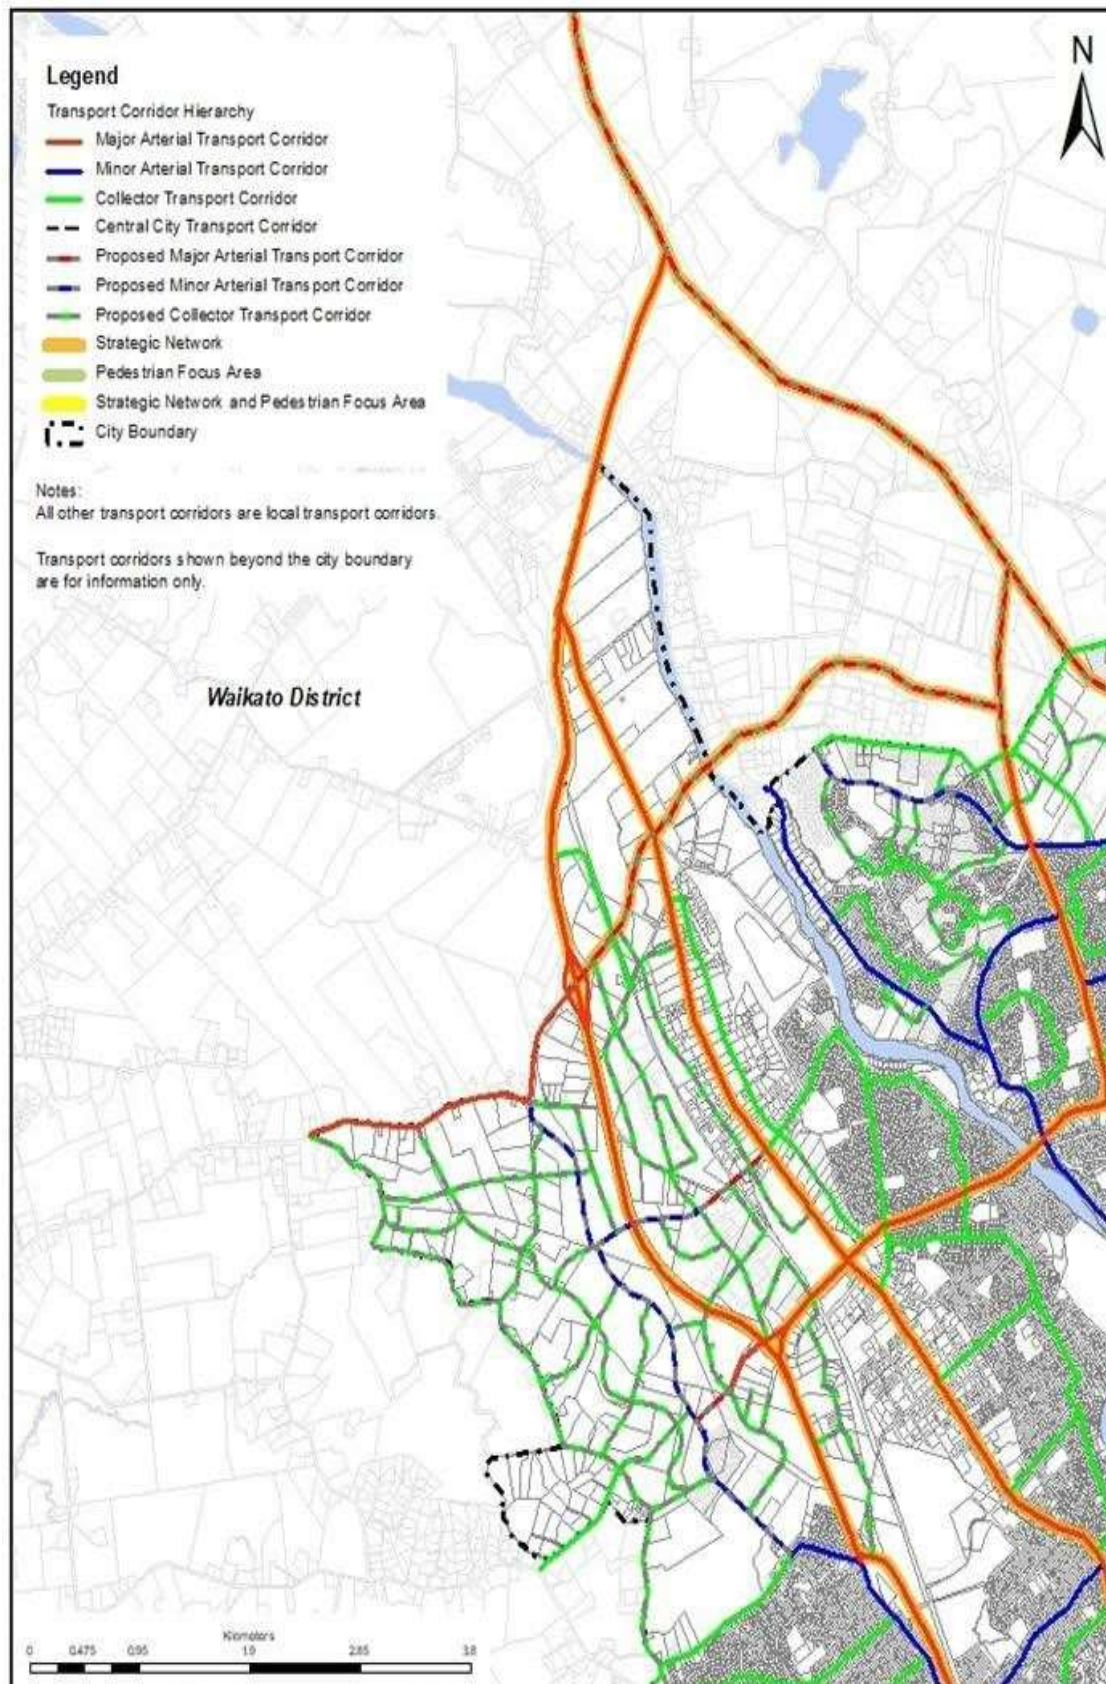 N
Legend
Transport Corridor Hierarchy
Major Arterial Transport Corridor
Minor Arterial Transport Corridor
Collector Transport Corridor
Central City Transport Corridor
Proposed Major Arterial Transport Corridor
Proposed Minor Arterial Transport Corridor
Proposed Collector Transport Corridor
Strategic Network
Pedestrian Focus Area
Strategic Network and Pedestrian Focus Area
City Boundary
Notes:
All other transport corridors are local transport corridors.
Transport corridors shown beyond the city boundary
are for information only.
Waikato District
Kilometers
0 0.475 0.95 1.9 2.85 3.8